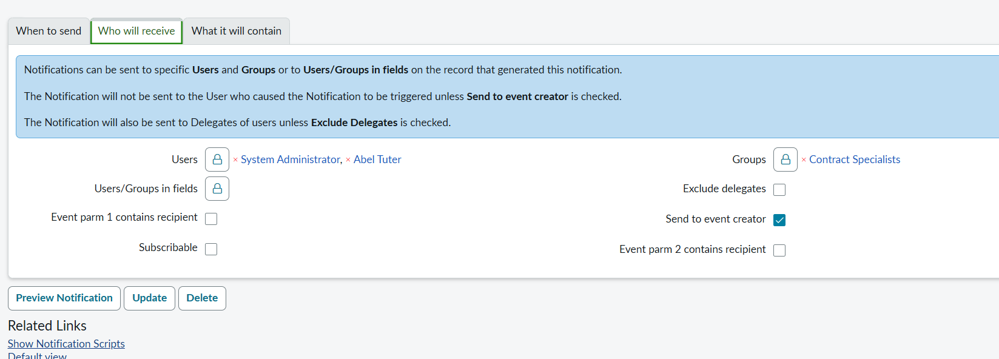 When to send
Who will receive
What it will contain
Notifications can be sent to specific Users and Groups or to Users/Groups in fields on the record that generated this notification.
The Notification will not be sent to the User who caused the Notification to be triggered unless Send to event creator is checked.
The Notification will also be sent to Delegates of users unless Exclude Delegates is checked.
Users × System Administrator, × Abel Tuter
Groups × Contract Specialists
Users/Groups in fields
Exclude delegates
Event parm 1 contains recipient
Send to event creator
Subscribable
Event parm 2 contains recipient
Preview Notification
Update
Delete
Related Links
Show Notification Scripts
Default view